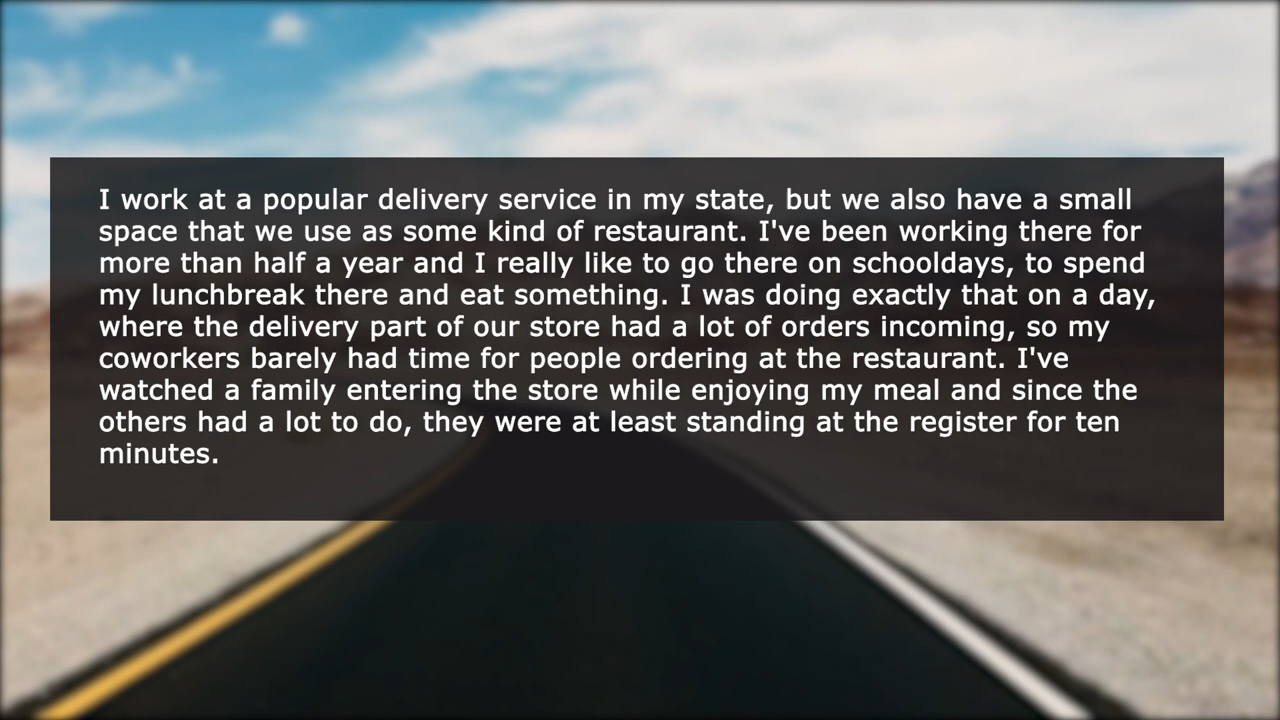 I work at a popular delivery service in my state, but we also have a small
space that we use as some kind of restaurant. I've been working there for
more than half a year and I really like to go there on schooldays, to spend
my lunchbreak there and eat something. I was doing exactly that on a day,
where the delivery part of our store had a lot of orders incoming, so my
coworkers barely had time for people ordering at the restaurant. I've
watched a family entering the store while enjoying my meal and since the
others had a lot to do, they were at least standing at the register for ten
minutes.